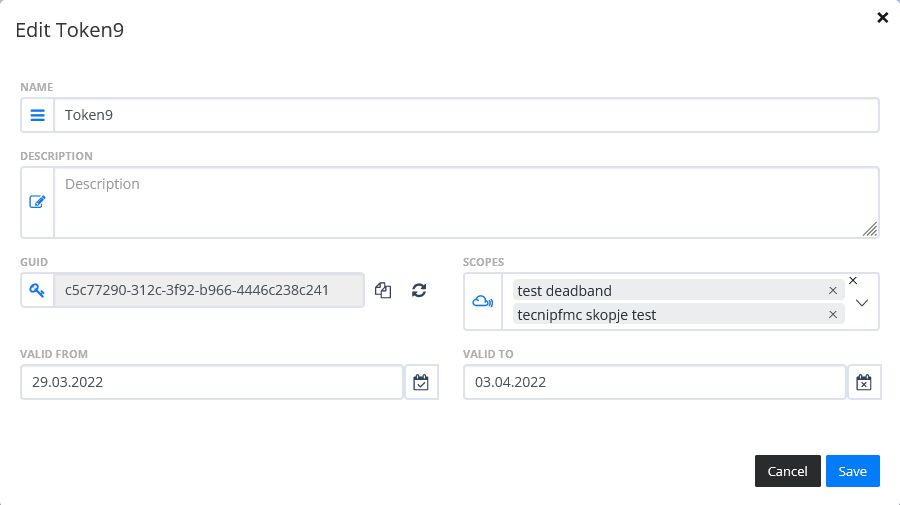 Edit Token9
NAME
Token9
DESCRIPTION
Description
GUID
SCOPES
c5c77290-312c-3f92-b966-4446c238c241
test deadband
tecnipfmc skopje test
VALID FROM
VALID TO
29.03.2022
03.04.2022
Cancel
Save